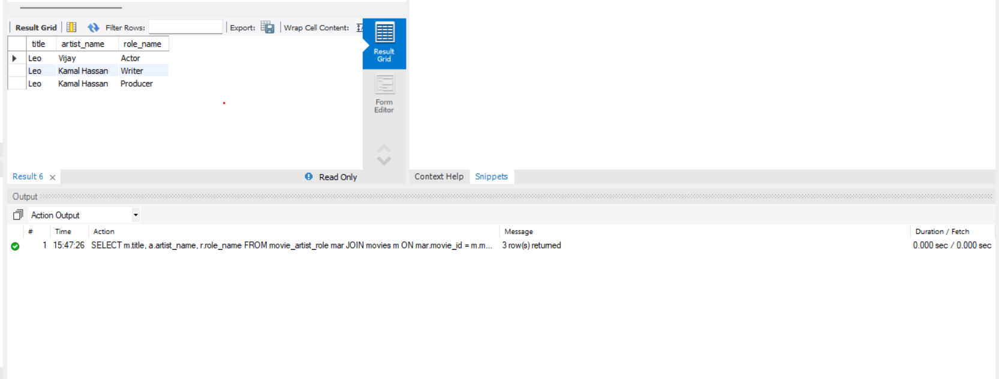 Result Grid Filter Rows: Export: Wrap Cell Content:
title artist_name role_name
Leo Vijay Actor
Leo Kamal Hassan Writer
Leo Kamal Hassan Producer
Result
Grid
Form
Editor
Result 6 Read Only Context Help Snippets
Output
Action Output
# Time Action Message Duration / Fetch
1 15:47:26 SELECT m.title, a.artist_name, r.role_name FROM movie_artist_role mar JOIN movies m ON mar.movie_id = m.m... 3 row(s) returned 0.000 sec / 0.000 sec